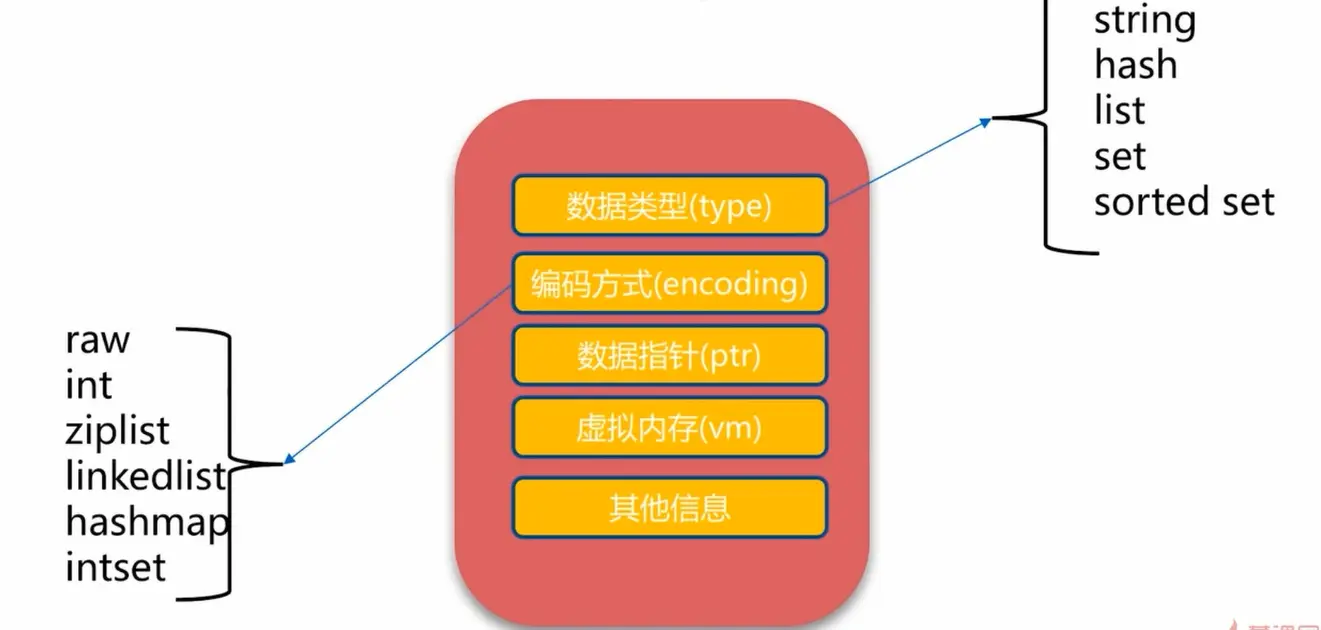 string
hash
list
set
sorted set
数据类型(type)
编码方式(encoding)
数据指针(ptr)
虚拟内存(vm)
其他信息
raw
int
ziplist
linkedlist
hashmap
intset